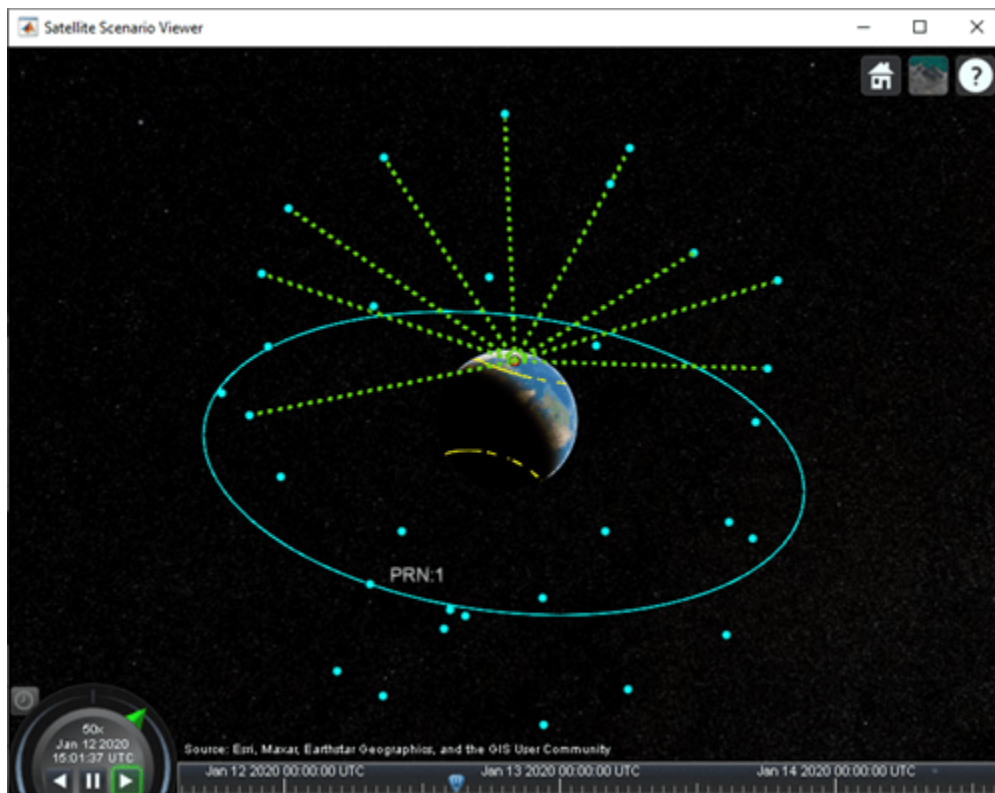 Satellite Scenario Viewer
?
PRN:1
60x
Jan 12 2020
15:01:37 UTC
Source: Esri, Maxar, Earthstar Geographics, and the GIS User Community
Jan 12 2020 00:00:00 UTC
Jan 13 2020 00:00:00 UTC
Jan 14 2020 00:00:00 UTC